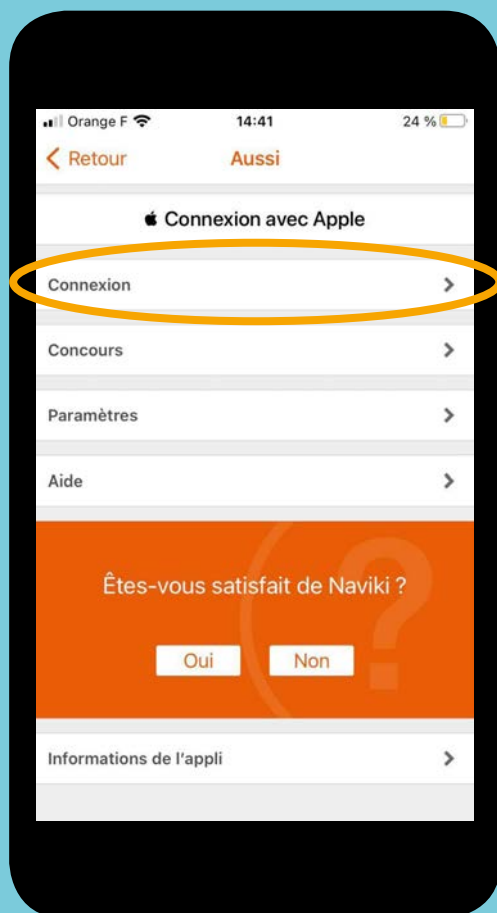 Orange F 14:41 24 %
Retour Aussi
Connexion avec Apple
Connexion
Concours
Paramètres
Aide
Êtes-vous satisfait de Naviki ?
Oui Non
Informations de l'appli